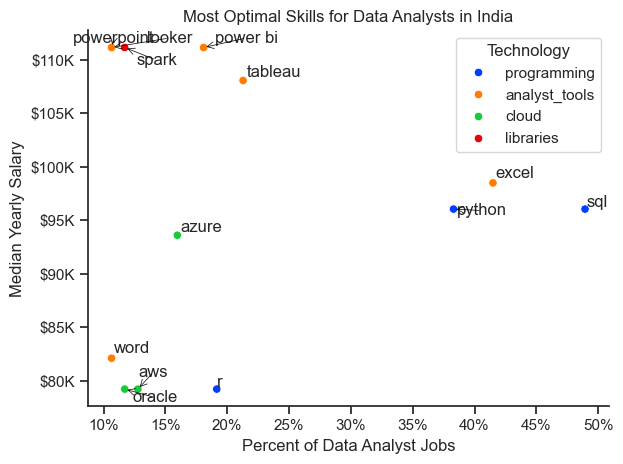 Most Optimal Skills for Data Analysts in India
powerpoint looker power bi
spark
tableau
excel
python
sql
azure
word
aws
oracle
r
Technology
programming
analyst_tools
cloud
libraries
$110K
$105K
$100K
$95K
$90K
$85K
$80K
Median Yearly Salary
10% 15% 20% 25% 30% 35% 40% 45% 50%
Percent of Data Analyst Jobs